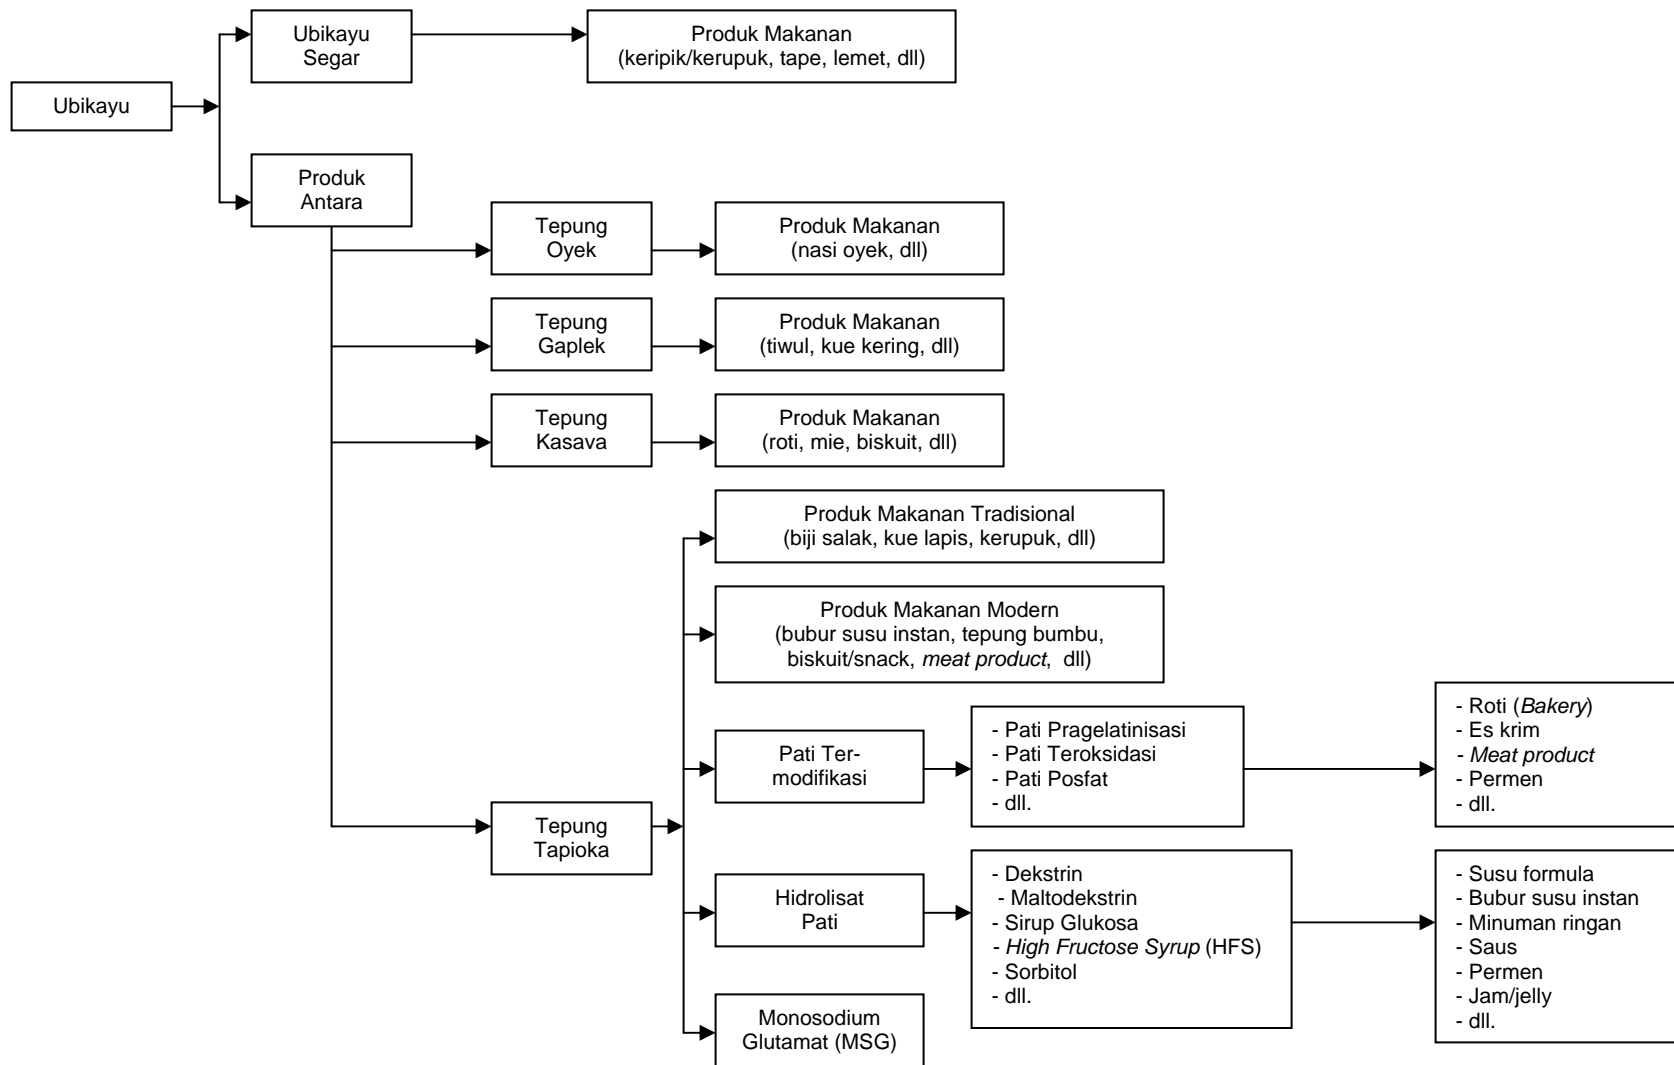 Ubikayu
Ubikayu
Segar
Produk Makanan
(keripik/kerupuk, tape, lemet, dll)
Produk
Antara
Tepung
Oyek
Produk Makanan
(nasi oyek, dll)
Tepung
Gaplek
Produk Makanan
(tiwul, kue kering, dll)
Tepung
Kasava
Produk Makanan
(roti, mie, biskuit, dll)
Tepung
Tapioka
Produk Makanan Tradisional
(biji salak, kue lapis, kerupuk, dll)
Produk Makanan Modern
(bubur susu instan, tepung bumbu,
biskuit/snack, meat product, dll)
Pati Ter-
modifikasi
- Pati Pragelatinisasi
- Pati Teroksidasi
- Pati Posfat
- dll.
- Roti (Bakery)
- Es krim
- Meat product
- Permen
- dll.
Hidrolisat
Pati
- Dekstrin
- Maltodekstrin
- Sirup Glukosa
- High Fructose Syrup (HFS)
- Sorbitol
- dll.
- Susu formula
- Bubur susu instan
- Minuman ringan
- Saus
- Permen
- Jam/jelly
- dll.
Monosodium
Glutamat (MSG)